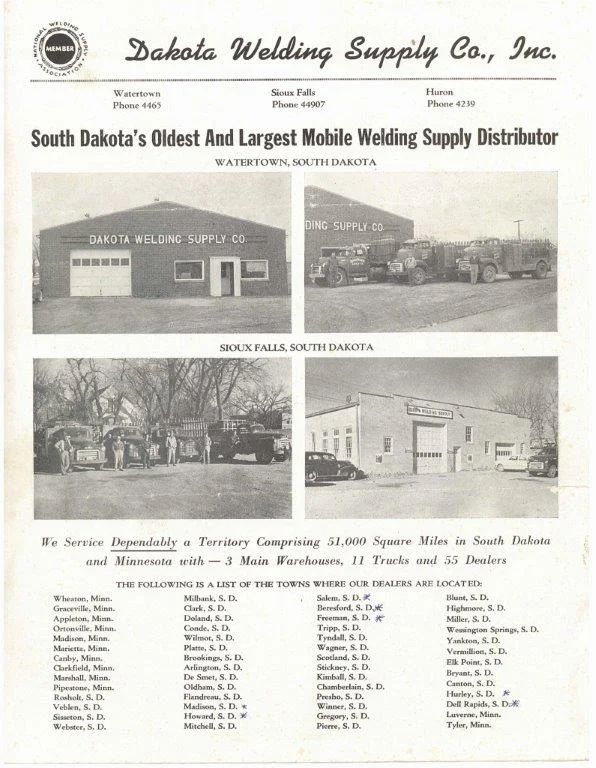 NATIONAL WELDING SUPPLY
MEMBER
ASSOCIATION
Dakota Welding Supply Co., Inc.
Watertown Sioux Falls Huron
Phone 4465 Phone 44907 Phone 4239
South Dakota's Oldest And Largest Mobile Welding Supply Distributor
WATERTOWN, SOUTH DAKOTA
DAKOTA WELDING SUPPLY CO.
DING SUPPLY CO.
SIOUX FALLS, SOUTH DAKOTA
WELDING SUPPLY
We Service Dependably a Territory Comprising 51,000 Square Miles in South Dakota
and Minnesota with — 3 Main Warehouses, 11 Trucks and 55 Dealers
THE FOLLOWING IS A LIST OF THE TOWNS WHERE OUR DEALERS ARE LOCATED:
Wheaton, Minn.
Graceville, Minn.
Appleton, Minn.
Ortonville, Minn.
Madison, Minn.
Marietta, Minn.
Canby, Minn.
Clarkfield, Minn.
Marshall, Minn.
Pipestone, Minn.
Rosholt, S. D.
Veblen, S. D.
Sisseton, S. D.
Webster, S. D.
Milbank, S. D.
Clark, S. D.
Doland, S. D.
Conde, S. D.
Wilmot, S. D.
Platte, S. D.
Brookings, S. D.
Arlington, S. D.
De Smet, S. D.
Oldham, S. D.
Flandreau, S. D.
Madison, S. D. *
Howard, S. D. *
Mitchell, S. D.
Salem, S. D. *
Beresford, S. D. *
Freeman, S. D. *
Tripp, S. D.
Tyndall, S. D.
Wagner, S. D.
Scotland, S. D.
Stickney, S. D.
Kimball, S. D.
Chamberlain, S. D.
Presho, S. D.
Winner, S. D.
Gregory, S. D.
Pierre, S. D.
Blunt, S. D.
Highmore, S. D.
Miller, S. D.
Wessington Springs, S. D.
Yankton, S. D.
Vermillion, S. D.
Elk Point, S. D.
Bryant, S. D.
Canton, S. D.
Hurley, S. D. *
Dell Rapids, S. D. *
Luverne, Minn.
Tyler, Minn.